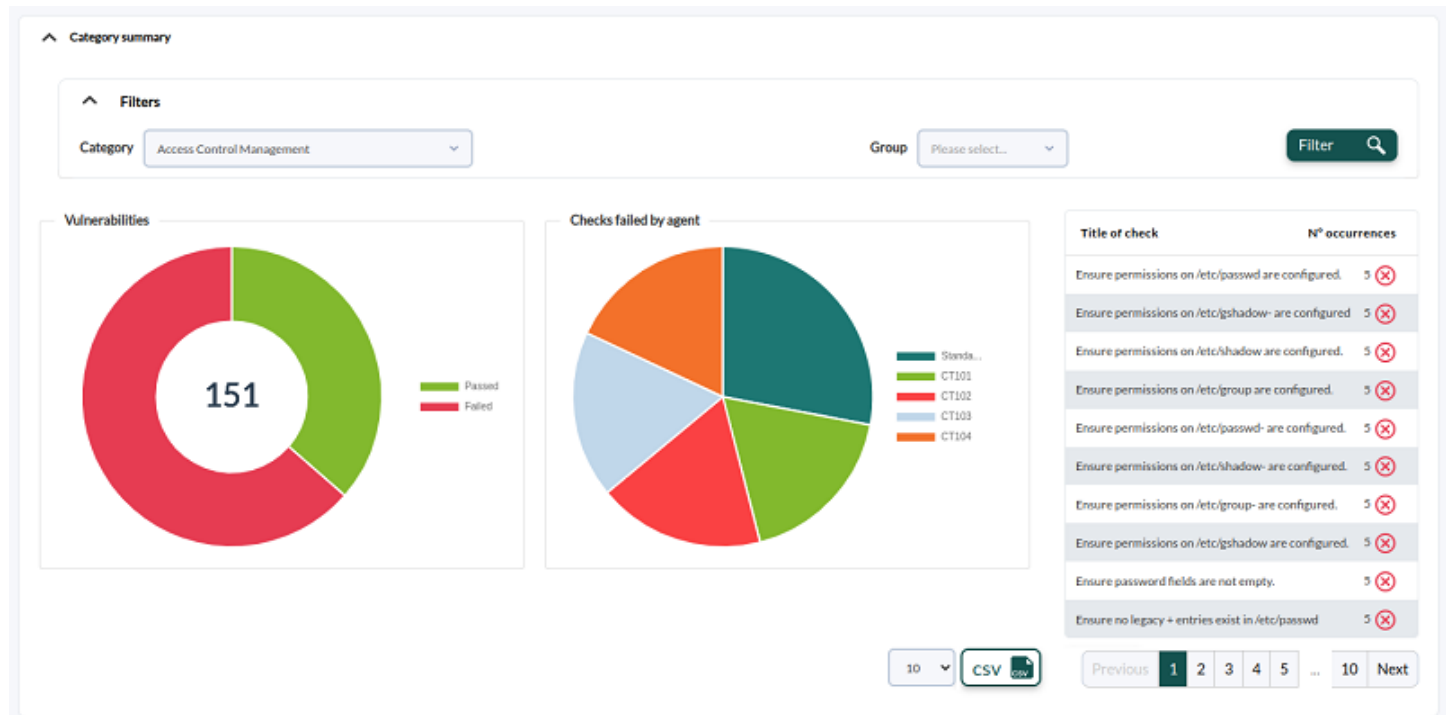 Category summary
Filters
Category Access Control Management Group Please select... Filter
Vulnerabilities
151
Passed
Failed
Checks failed by agent
Standa...
CT101
CT102
CT103
CT104
Title of check Nº occurrences
Ensure permissions on /etc/passwd are configured. 5
Ensure permissions on /etc/gshadow- are configured 5
Ensure permissions on /etc/shadow are configured. 5
Ensure permissions on /etc/group are configured. 5
Ensure permissions on /etc/passwd- are configured. 5
Ensure permissions on /etc/shadow- are configured. 5
Ensure permissions on /etc/group- are configured. 5
Ensure permissions on /etc/gshadow are configured. 5
Ensure password fields are not empty. 5
Ensure no legacy + entries exist in /etc/passwd 5
10 CSV CSV Previous 1 2 3 4 5 ... 10 Next